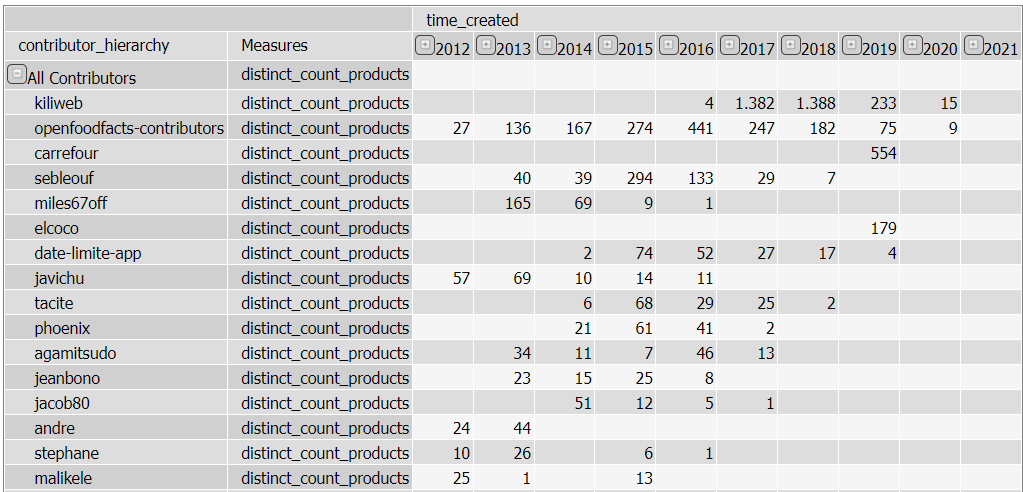 time_created
contributor_hierarchy Measures 2012 2013 2014 2015 2016 2017 2018 2019 2020 2021
All Contributors distinct_count_products
kiliweb distinct_count_products 4 1.382 1.388 233 15
openfoodfacts-contributors distinct_count_products 27 136 167 274 441 247 182 75 9
carrefour distinct_count_products 554
sebleouf distinct_count_products 40 39 294 133 29 7
miles67off distinct_count_products 165 69 9 1
elcoco distinct_count_products 179
date-limite-app distinct_count_products 2 74 52 27 17 4
javichu distinct_count_products 57 69 10 14 11
tacite distinct_count_products 6 68 29 25 2
phoenix distinct_count_products 21 61 41 2
agamitsudo distinct_count_products 34 11 7 46 13
jeanbono distinct_count_products 23 15 25 8
jacob80 distinct_count_products 51 12 5 1
andre distinct_count_products 24 44
stephane distinct_count_products 10 26 6 1
malikele distinct_count_products 25 1 13